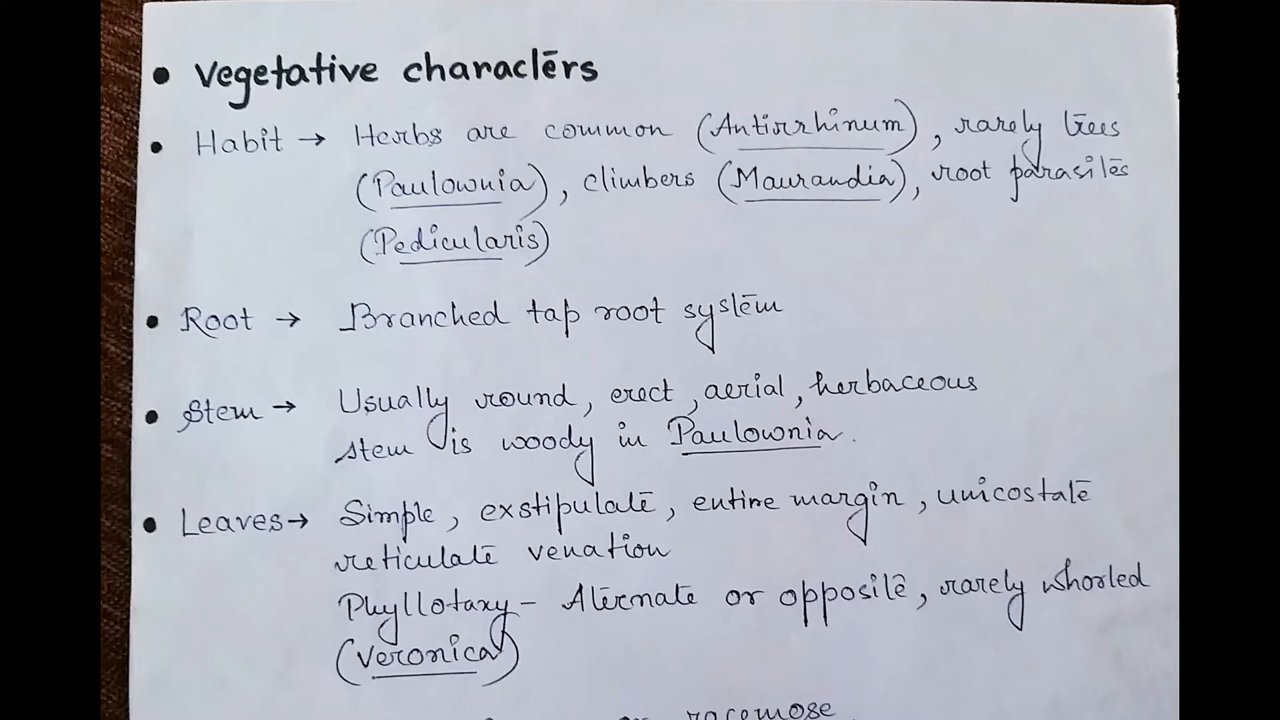 • Vegetative characters
• Habit → Herbs are common (Antirrhinum), rarely trees
(Paulownia), climbers (Maurandia), root parasites
(Pedicularis)
• Root → Branched tap root system
• Stem → Usually round, erect, aerial, herbaceous
stem is woody in Paulownia.
• Leaves → Simple, exstipulate, entire margin, unicostate
reticulate venation
Phyllotaxy - Alternate or opposite, rarely whorled
(Veronica)
racemose